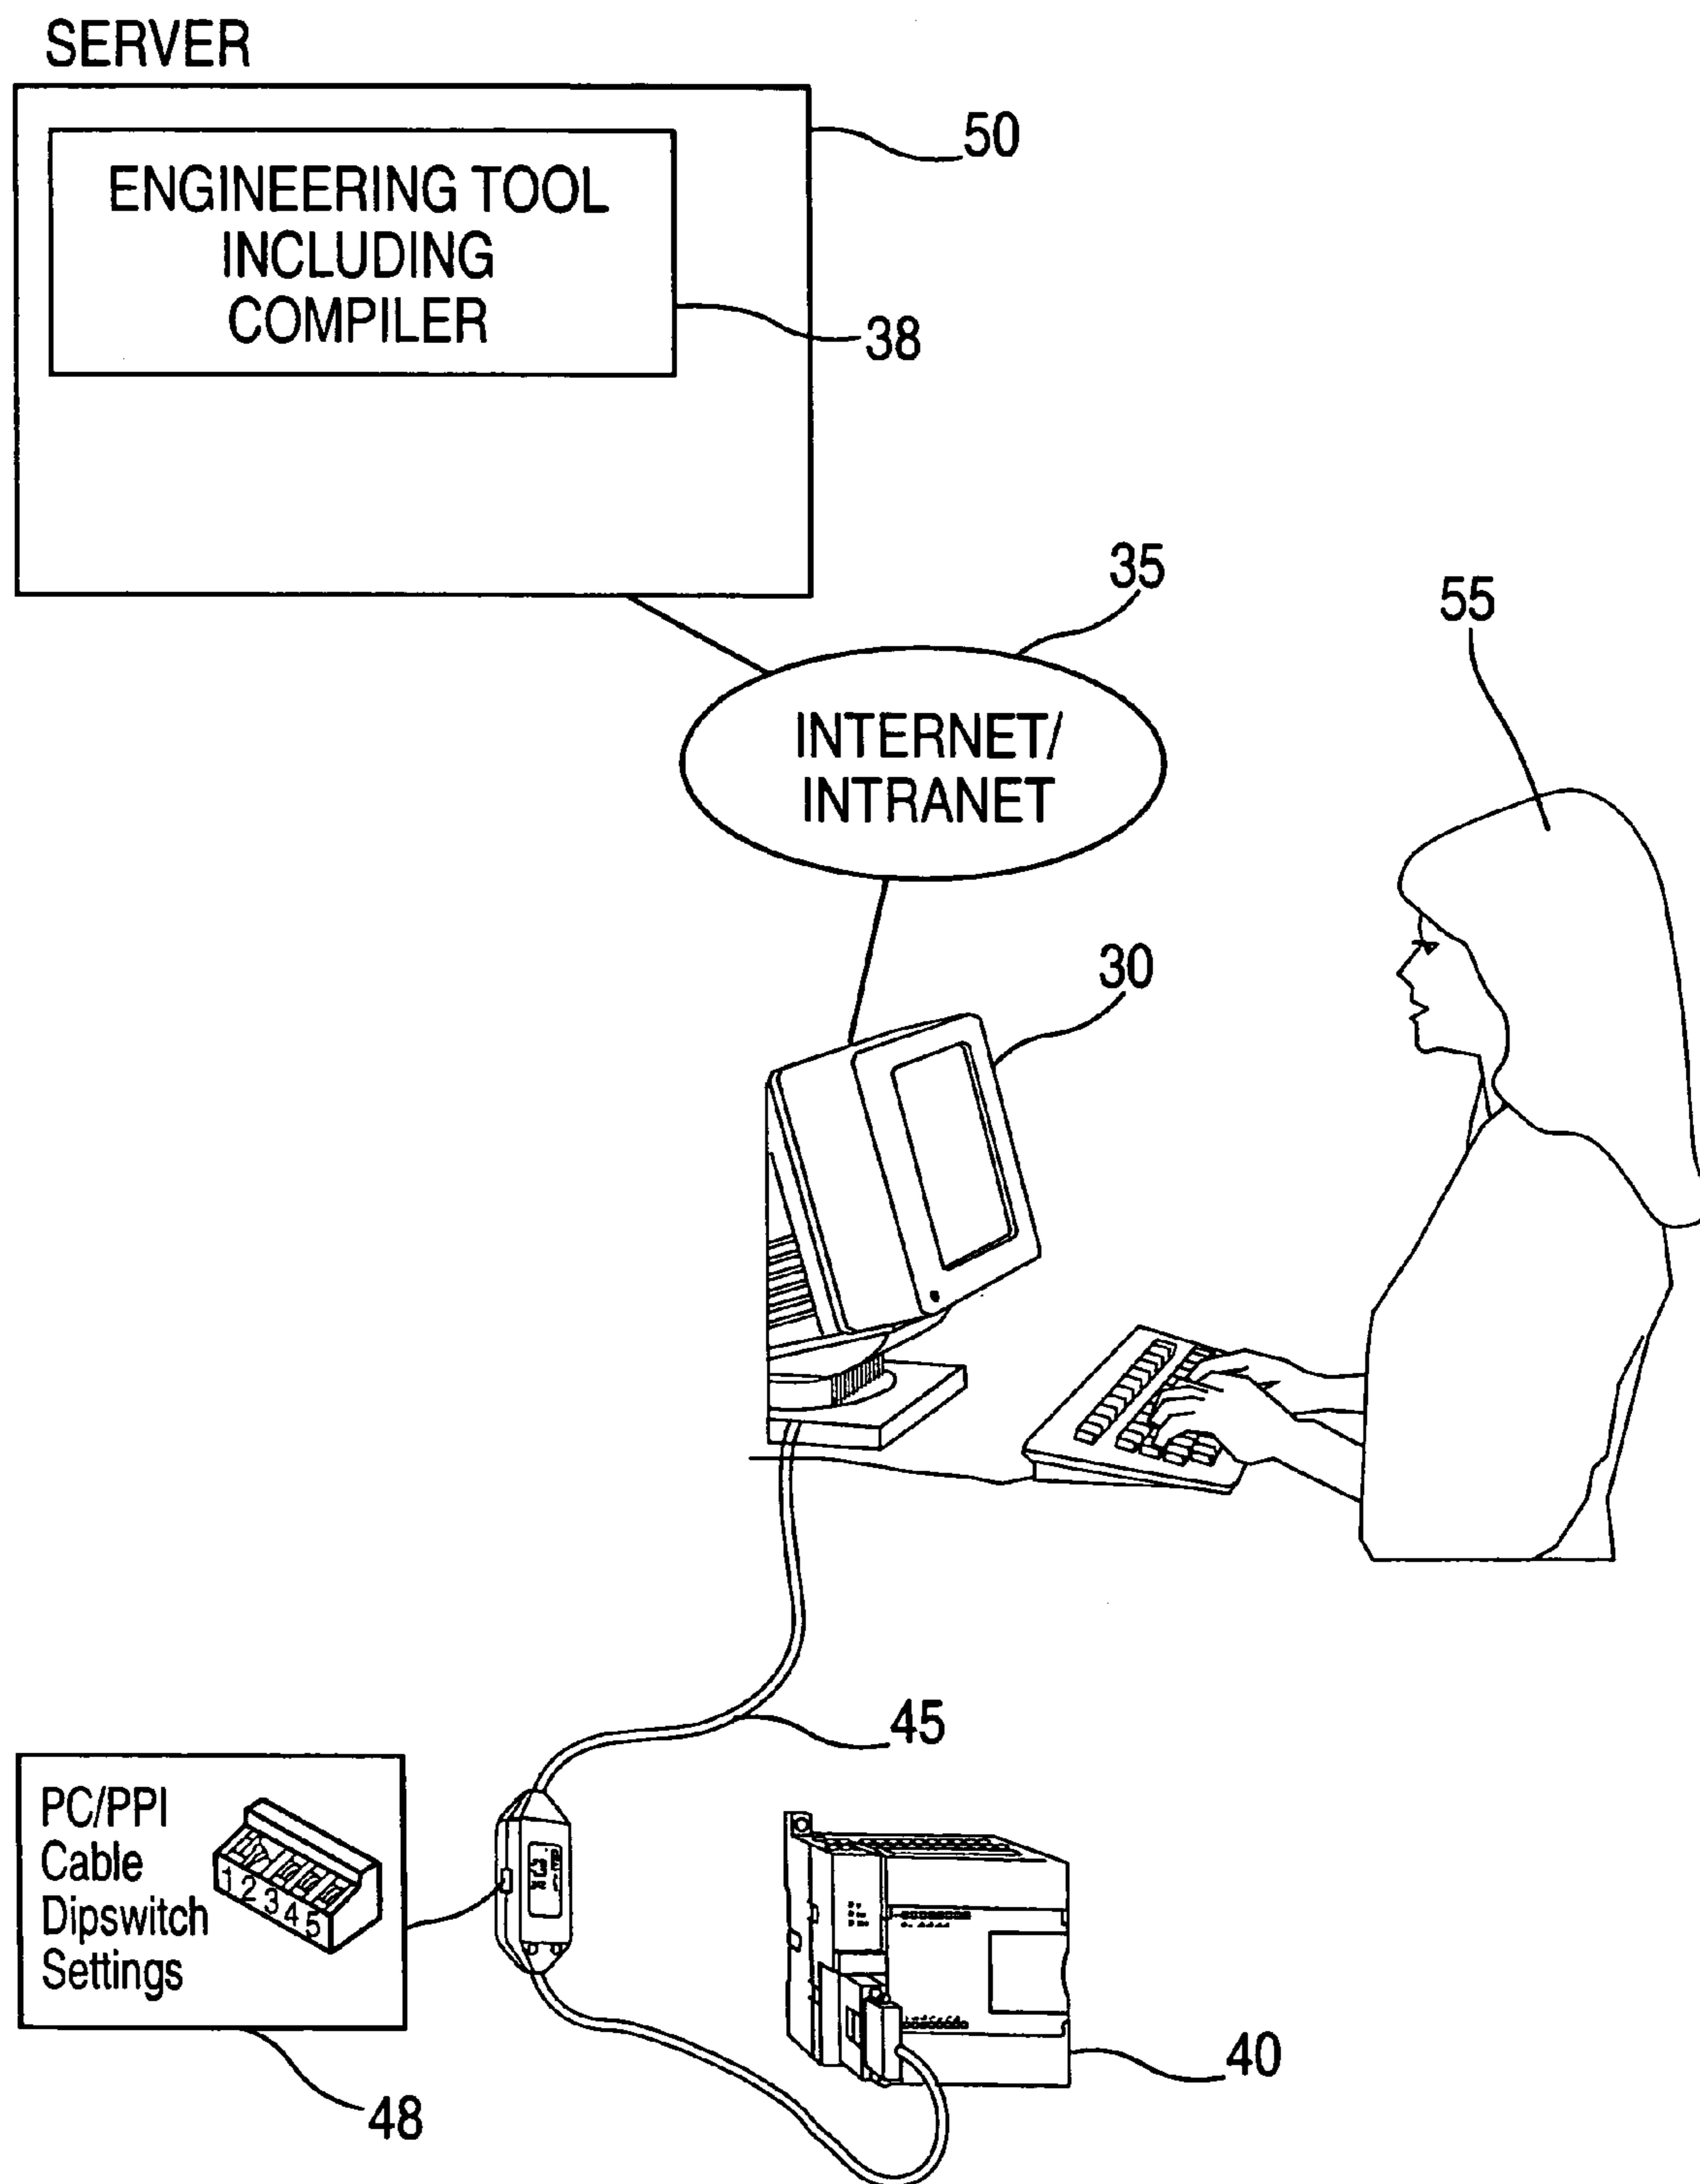 SERVER
50
ENGINEERING TOOL
INCLUDING
COMPILER
38
35
55
INTERNET/
INTRANET
30
45
PC/PPI
Cable
Dipswitch
Settings
1 2 3 4 5
40
48